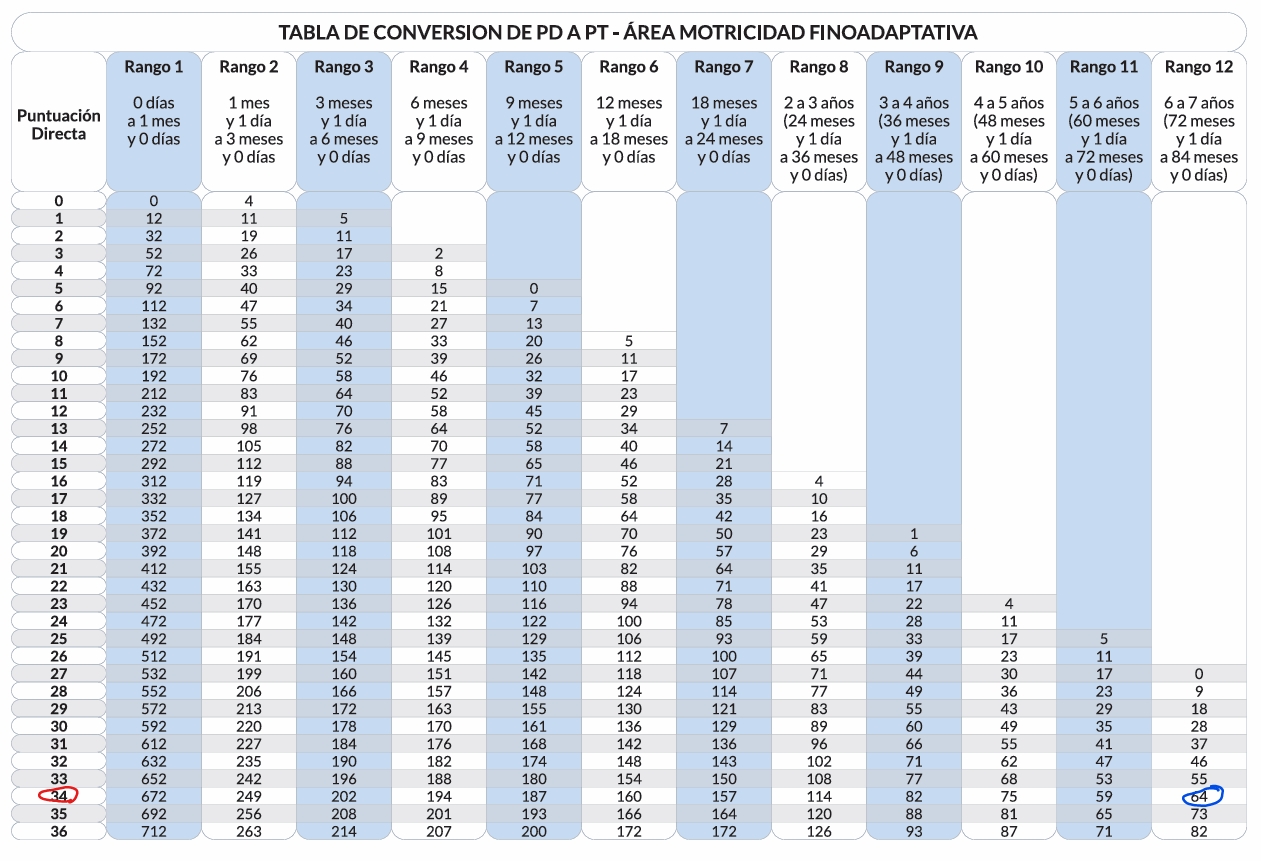 TABLA DE CONVERSION DE PD A PT - ÁREA MOTRICIDAD FINOADAPTATIVA
Puntuación Directa Rango 1 Rango 2 Rango 3 Rango 4 Rango 5 Rango 6 Rango 7 Rango 8 Rango 9 Rango 10 Rango 11 Rango 12
0 días 1 mes 3 meses 6 meses 9 meses 12 meses 18 meses 2 a 3 años 3 a 4 años 4 a 5 años 5 a 6 años 6 a 7 años
a 1 mes y 1 día y 1 día y 1 día y 1 día y 1 día y 1 día (24 meses (36 meses (48 meses (60 meses (72 meses
y 0 días a 3 meses a 6 meses a 9 meses a 12 meses a 18 meses a 24 meses y 1 día y 1 día y 1 día y 1 día y 1 día
y 0 días y 0 días y 0 días y 0 días y 0 días y 0 días a 36 meses a 48 meses a 60 meses a 72 meses a 84 meses
y 0 días) y 0 días) y 0 días) y 0 días) y 0 días)
0 0 4
1 12 11 5
2 32 19 11
3 52 26 17 2
4 72 33 23 8
5 92 40 29 15 0
6 112 47 34 21 7
7 132 55 40 27 13
8 152 62 46 33 20 5
9 172 69 52 39 26 11
10 192 76 58 46 32 17
11 212 83 64 52 39 23
12 232 91 70 58 45 29
13 252 98 76 64 52 34 7
14 272 105 82 70 58 40 14
15 292 112 88 77 65 46 21
16 312 119 94 83 71 52 28 4
17 332 127 100 89 77 58 35 10
18 352 134 106 95 84 64 42 16
19 372 141 112 101 90 70 50 23 1
20 392 148 118 108 97 76 57 29 6
21 412 155 124 114 103 82 64 35 11
22 432 163 130 120 110 88 71 41 17
23 452 170 136 126 116 94 78 47 22 4
24 472 177 142 132 122 100 85 53 28 11
25 492 184 148 139 129 106 93 59 33 17 5
26 512 191 154 145 135 112 100 65 39 23 11
27 532 199 160 151 142 118 107 71 44 30 17 0
28 552 206 166 157 148 124 114 77 49 36 23 9
29 572 213 172 163 155 130 121 83 55 43 29 18
30 592 220 178 170 161 136 129 89 60 49 35 28
31 612 227 184 176 168 142 136 96 66 55 41 37
32 632 235 190 182 174 148 143 102 71 62 47 46
33 652 242 196 188 180 154 150 108 77 68 53 55
34 672 249 202 194 187 160 157 114 82 75 59 64
35 692 256 208 201 193 166 164 120 88 81 65 73
36 712 263 214 207 200 172 172 126 93 87 71 82